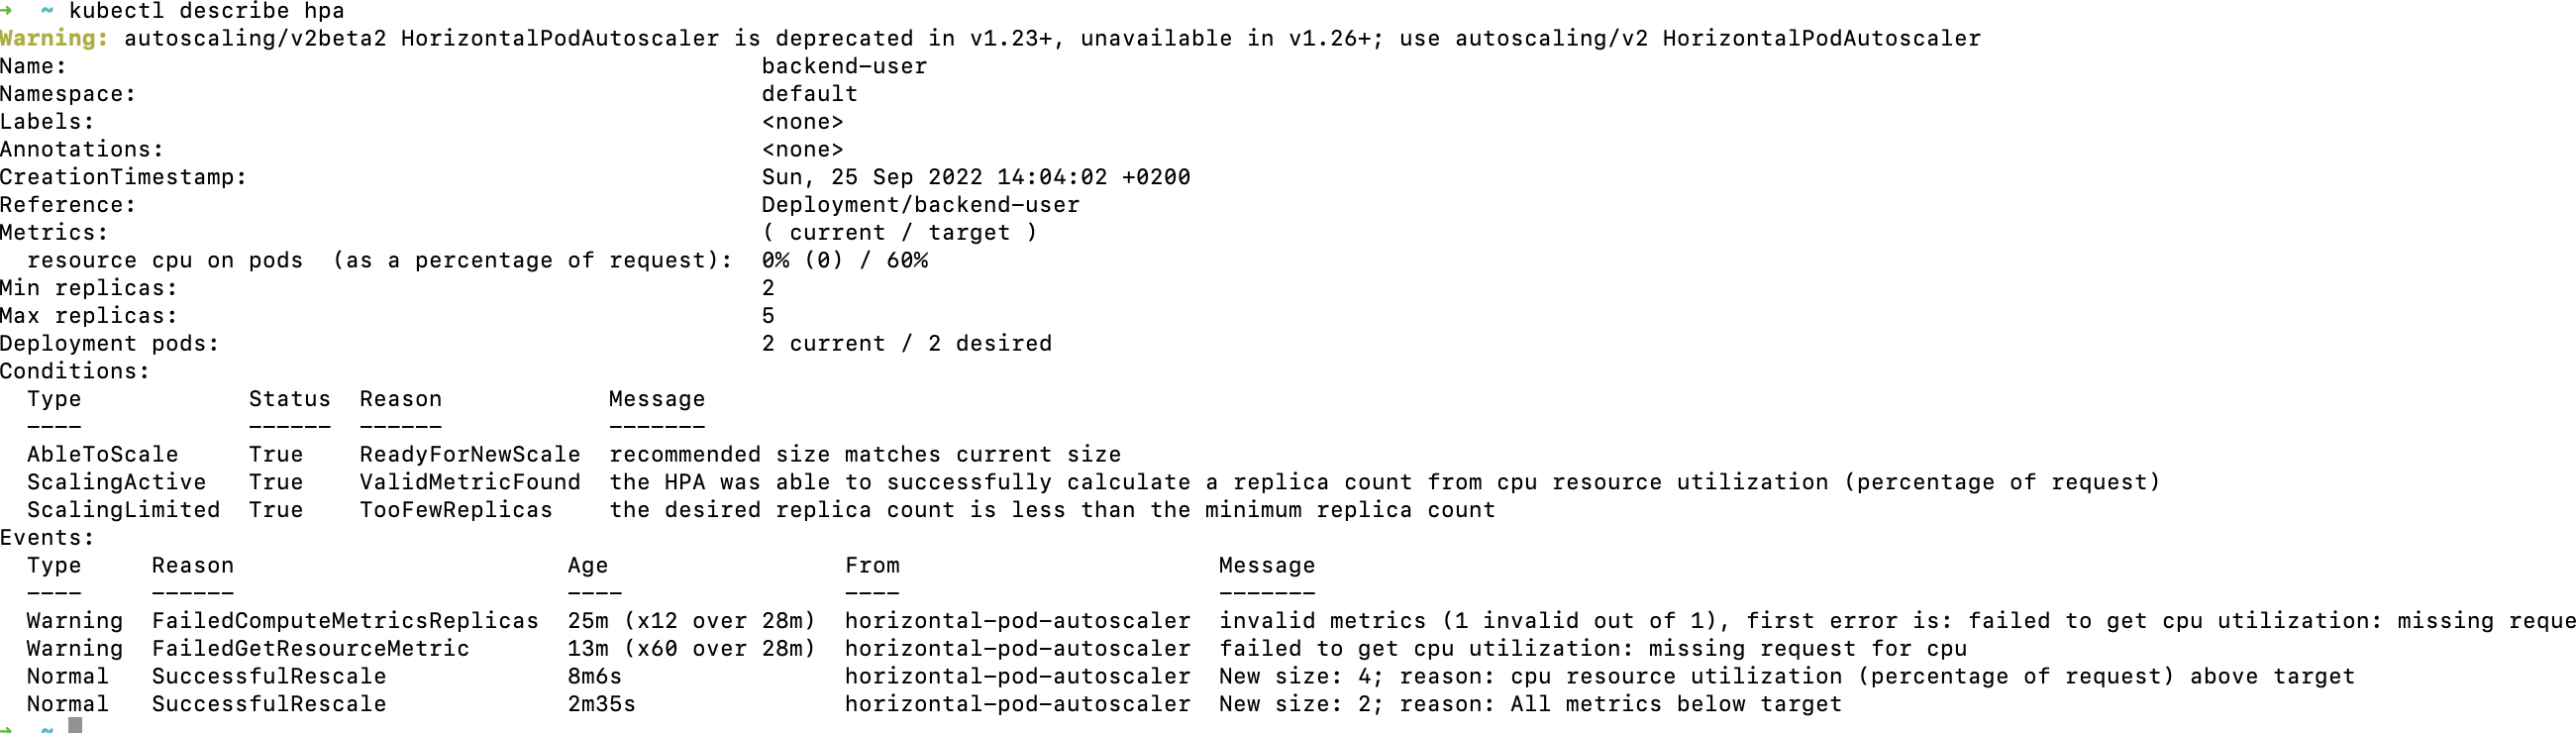 → ~ kubectl describe hpa
Warning: autoscaling/v2beta2 HorizontalPodAutoscaler is deprecated in v1.23+, unavailable in v1.26+; use autoscaling/v2 HorizontalPodAutoscaler
Name: backend-user
Namespace: default
Labels: <none>
Annotations: <none>
CreationTimestamp: Sun, 25 Sep 2022 14:04:02 +0200
Reference: Deployment/backend-user
Metrics: ( current / target )
resource cpu on pods (as a percentage of request): 0% (0) / 60%
Min replicas: 2
Max replicas: 5
Deployment pods: 2 current / 2 desired
Conditions:
Type Status Reason Message
---- ------ ------ -------
AbleToScale True ReadyForNewScale recommended size matches current size
ScalingActive True ValidMetricFound the HPA was able to successfully calculate a replica count from cpu resource utilization (percentage of request)
ScalingLimited True TooFewReplicas the desired replica count is less than the minimum replica count
Events:
Type Reason Age From Message
---- ------ ---- ---- -------
Warning FailedComputeMetricsReplicas 25m (x12 over 28m) horizontal-pod-autoscaler invalid metrics (1 invalid out of 1), first error is: failed to get cpu utilization: missing reque
Warning FailedGetResourceMetric 13m (x60 over 28m) horizontal-pod-autoscaler failed to get cpu utilization: missing request for cpu
Normal SuccessfulRescale 8m6s horizontal-pod-autoscaler New size: 4; reason: cpu resource utilization (percentage of request) above target
Normal SuccessfulRescale 2m35s horizontal-pod-autoscaler New size: 2; reason: All metrics below target
→ ~